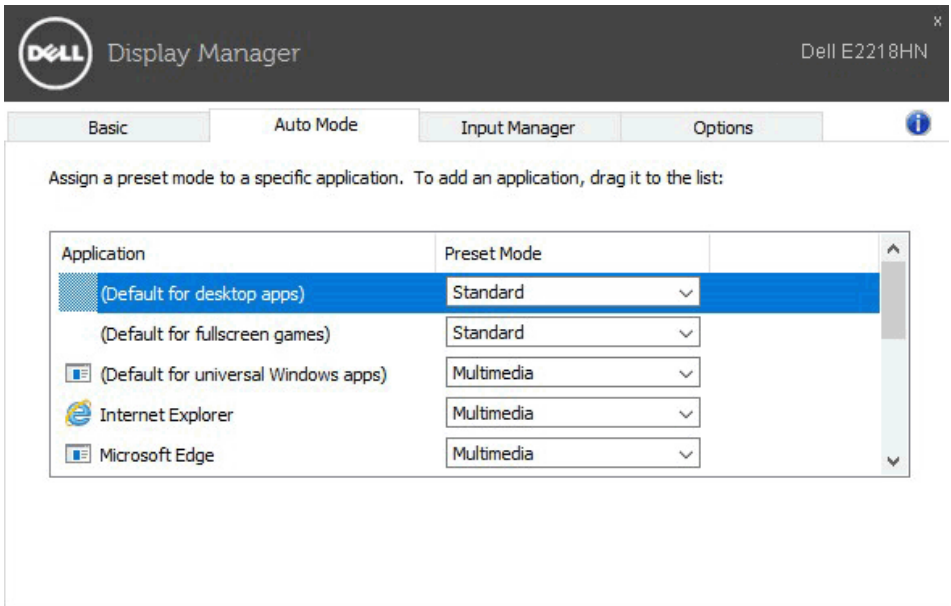 x
DELL Display Manager Dell E2218HN
Basic Auto Mode Input Manager Options i
Assign a preset mode to a specific application. To add an application, drag it to the list:
Application Preset Mode
(Default for desktop apps) Standard
(Default for fullscreen games) Standard
(Default for universal Windows apps) Multimedia
Internet Explorer Multimedia
Microsoft Edge Multimedia